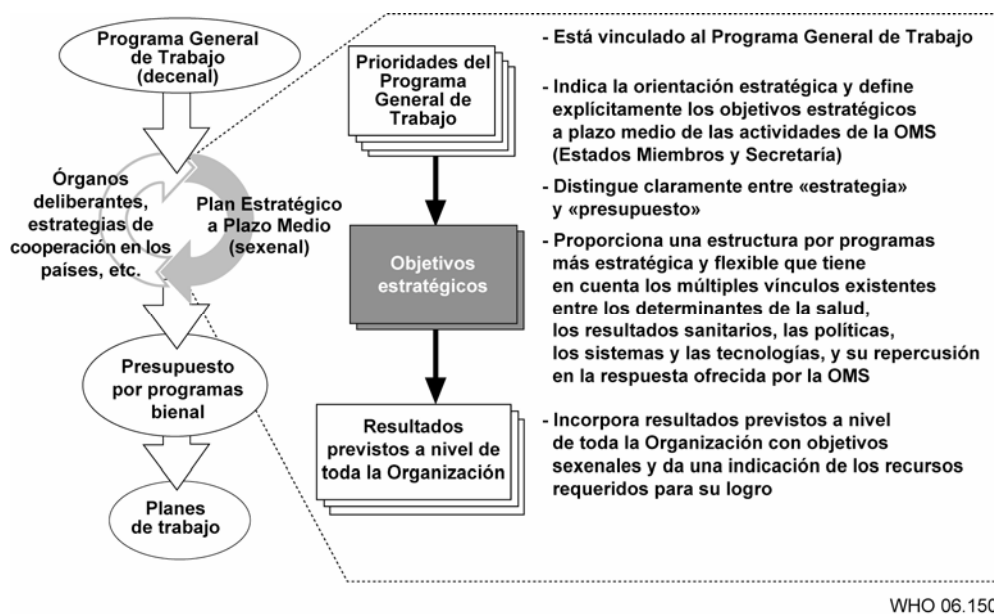 Programa General
de Trabajo
(decenal)
Órganos
deliberantes,
estrategias de
cooperación en los
países, etc.
Plan Estratégico
a Plazo Medio
(sexenal)
Presupuesto
por programas
bienal
Planes
de trabajo
Prioridades del
Programa
General de
Trabajo
Objetivos
estratégicos
Resultados
previstos a nivel de
toda la Organización
- Está vinculado al Programa General de Trabajo
- Indica la orientación estratégica y define
explícitamente los objetivos estratégicos
a plazo medio de las actividades de la OMS
(Estados Miembros y Secretaría)
- Distingue claramente entre «estrategia»
y «presupuesto»
- Proporciona una estructura por programas
más estratégica y flexible que tiene
en cuenta los múltiples vínculos existentes
entre los determinantes de la salud,
los resultados sanitarios, las políticas,
los sistemas y las tecnologías, y su repercusión
en la respuesta ofrecida por la OMS
- Incorpora resultados previstos a nivel
de toda la Organización con objetivos
sexenales y da una indicación de los recursos
requeridos para su logro
WHO 06.150